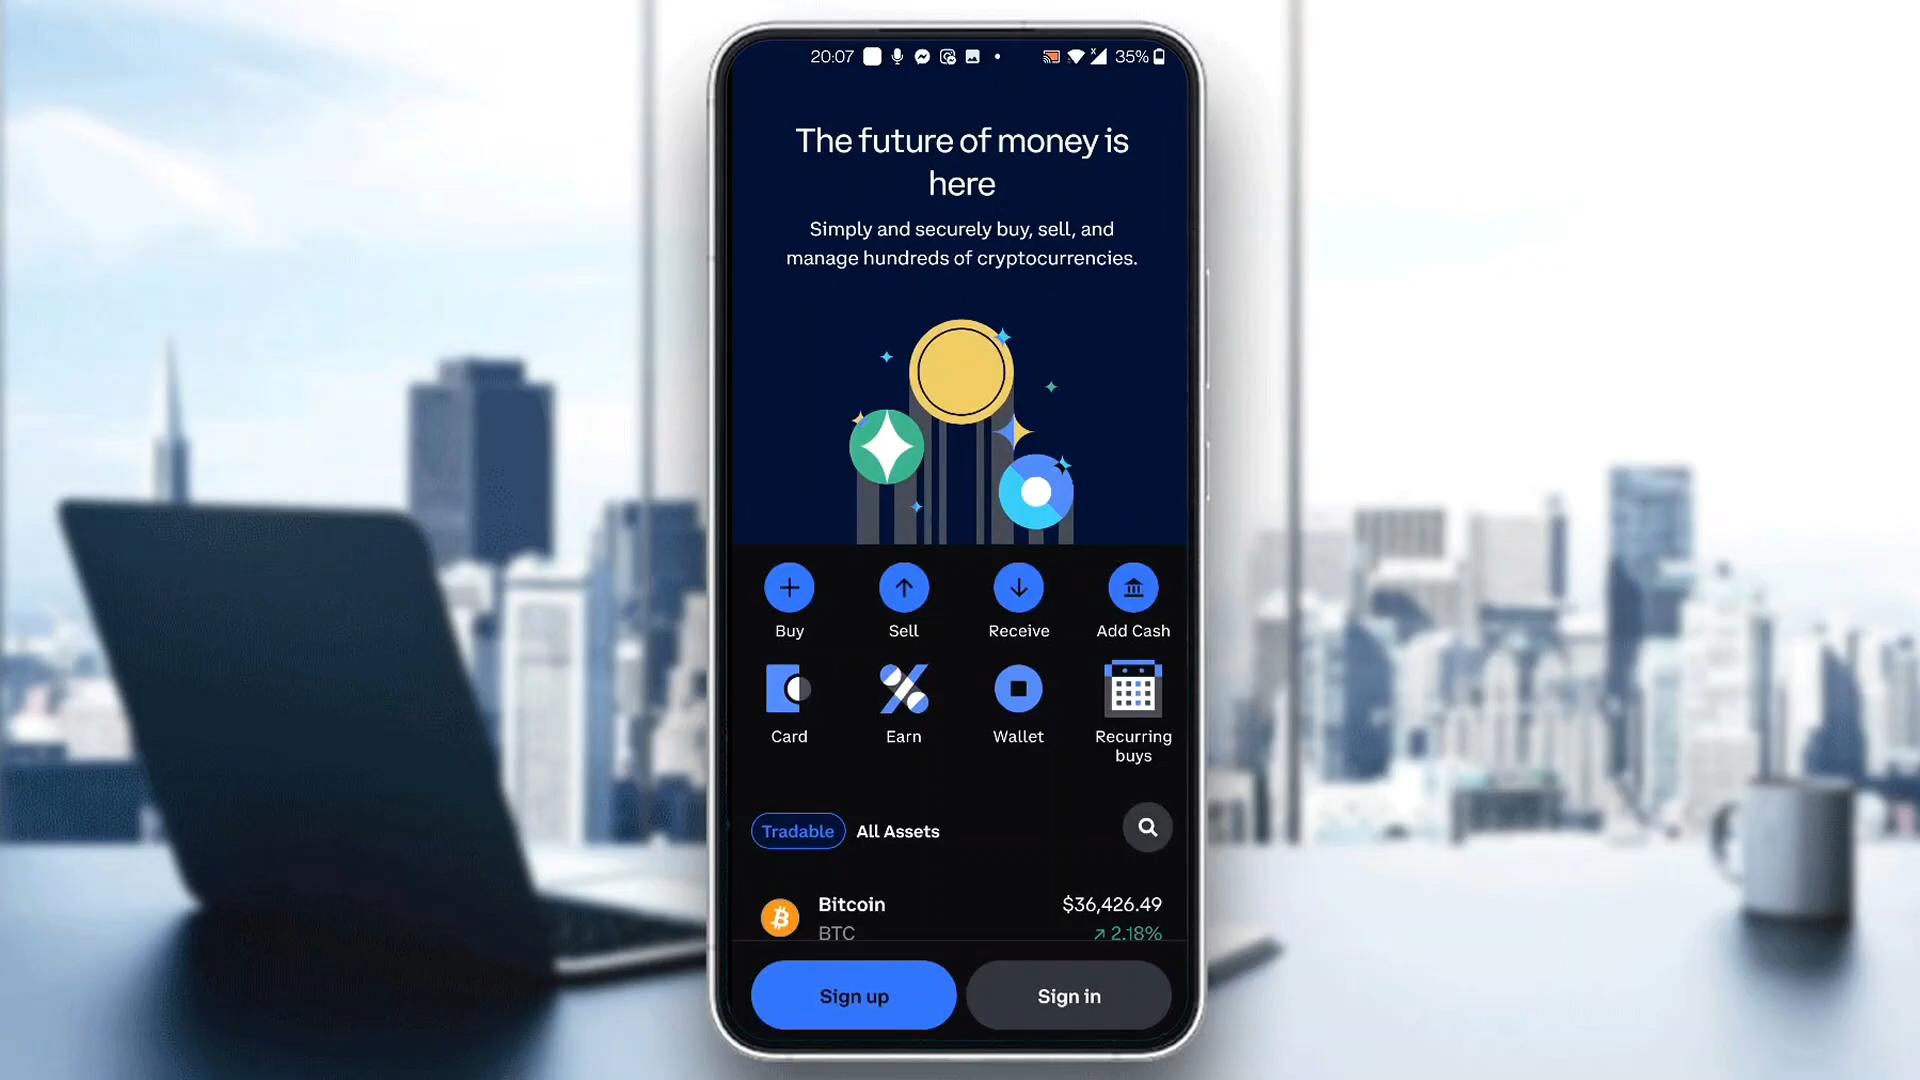 20:07
35%
The future of money is
here
Simply and securely buy, sell, and
manage hundreds of cryptocurrencies.
Buy
Sell
Receive
Add Cash
Card
Earn
Wallet
Recurring
buys
Tradable
All Assets
Bitcoin
$36,426.49
BTC
↗ 2.18%
Sign up
Sign in